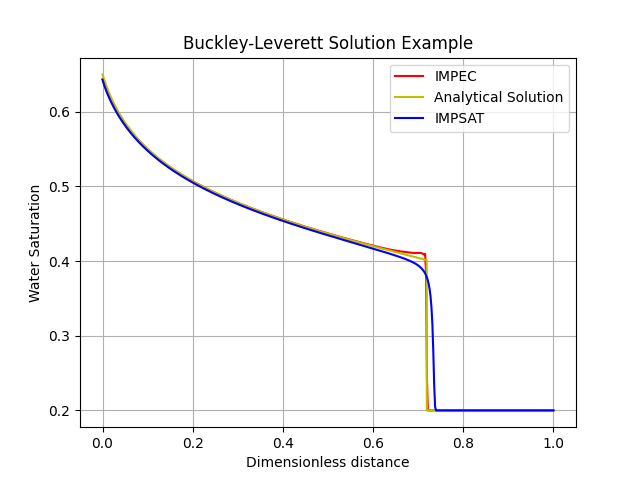 Buckley-Leverett Solution Example
IMPEC
Analytical Solution
IMPSAT
Water Saturation
0.6
0.5
0.4
0.3
0.2
0.0 0.2 0.4 0.6 0.8 1.0
Dimensionless distance